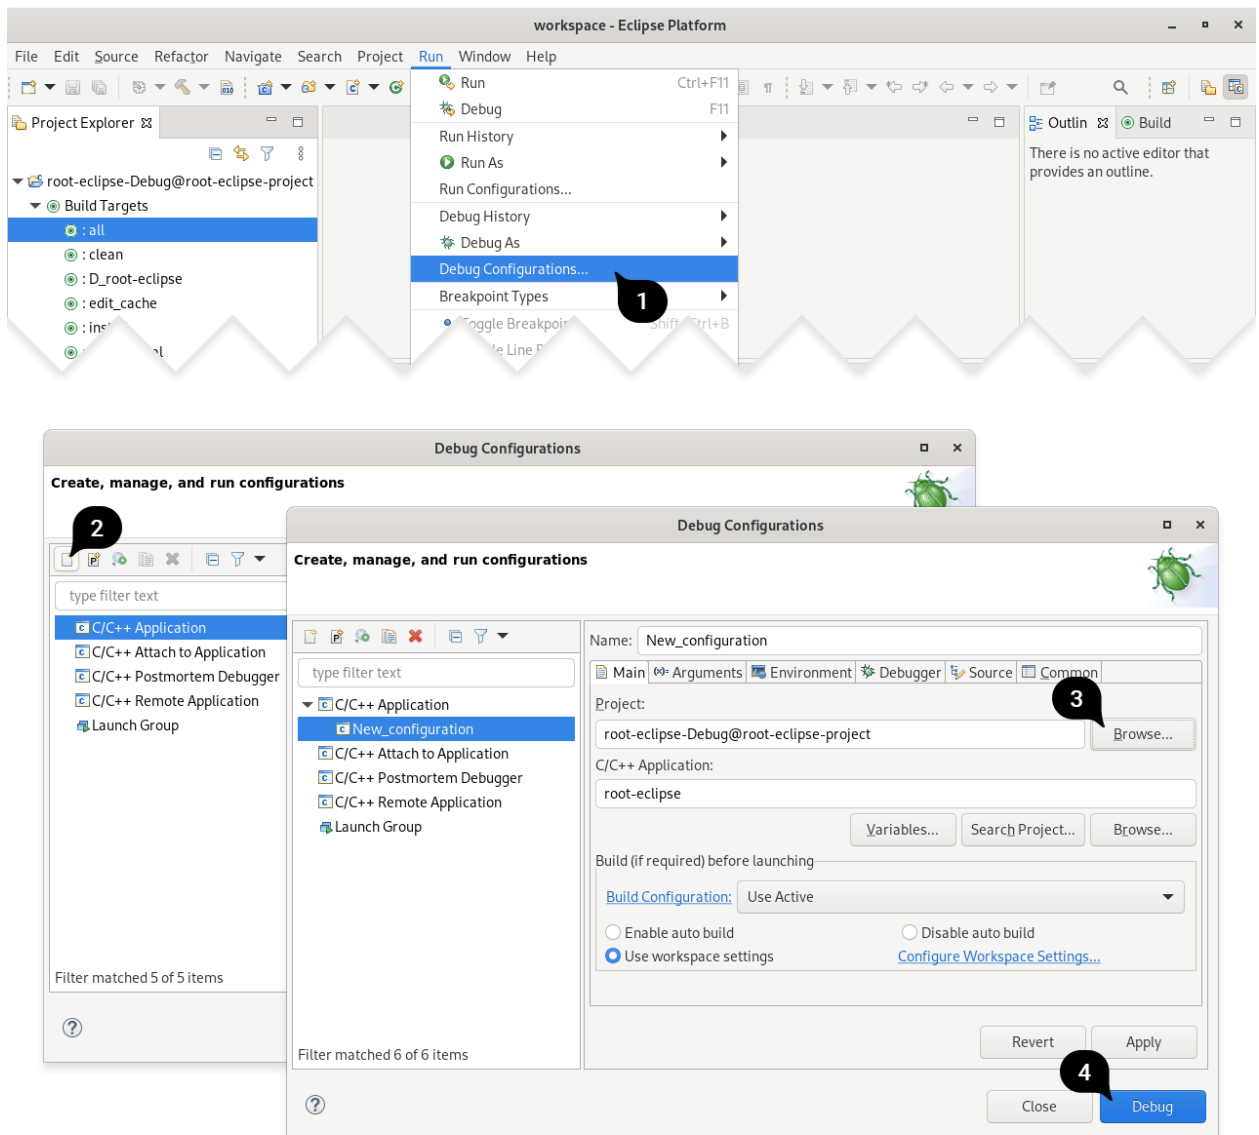 workspace - Eclipse Platform
File Edit Source Refactor Navigate Search Project Run Window Help
Run Ctrl+F11
Debug F11
Run History
Run As
Run Configurations...
Debug History
Debug As
Debug Configurations...
Breakpoint Types
Toggle Shift
Project Explorer
root-eclipse-Debug@root-eclipse-project
Build Targets
: all
: clean
: D_root-eclipse
: edit_cache
Outlin Build
There is no active editor that
provides an outline.
1
Debug Configurations
Create, manage, and run configurations
2
type filter text
C/C++ Application
C/C++ Attach to Application
C/C++ Postmortem Debugger
C/C++ Remote Application
Launch Group
Filter matched 5 of 5 items
Debug Configurations
Create, manage, and run configurations
type filter text
C/C++ Application
New_configuration
C/C++ Attach to Application
C/C++ Postmortem Debugger
C/C++ Remote Application
Launch Group
Filter matched 6 of 6 items
Name: New_configuration
Main Arguments Environment Debugger Source Common
3
Project:
root-eclipse-Debug@root-eclipse-project Browse...
C/C++ Application:
root-eclipse
Variables... Search Project... Browse...
Build (if required) before launching
Build Configuration: Use Active
Enable auto build Disable auto build
Use workspace settings Configure Workspace Settings...
Revert Apply
4
Close Debug